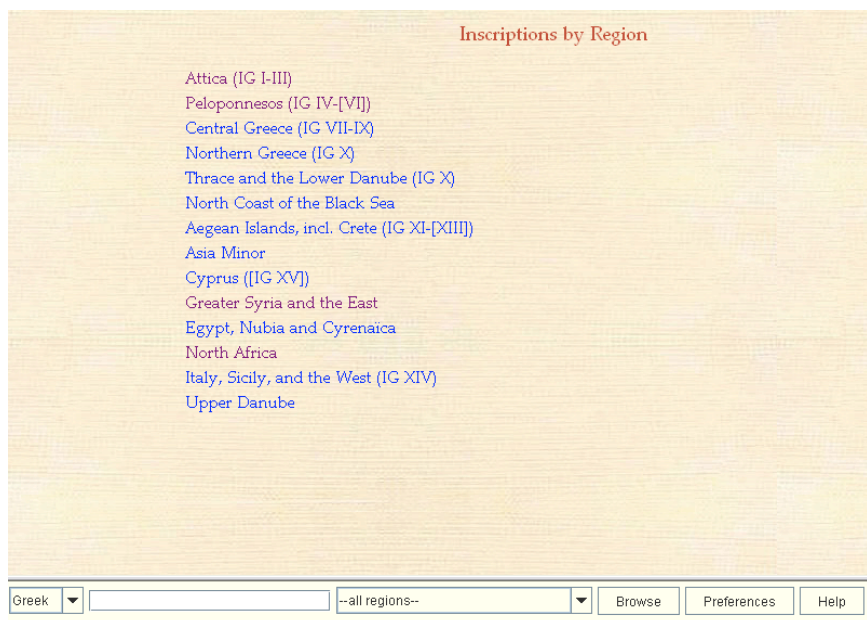 Inscriptions by Region
Attica (IG I-III)
Peloponnesos (IG IV-[VI])
Central Greece (IG VII-IX)
Northern Greece (IG X)
Thrace and the Lower Danube (IG X)
North Coast of the Black Sea
Aegean Islands, incl. Crete (IG XI-[XIII])
Asia Minor
Cyprus ([IG XV])
Greater Syria and the East
Egypt, Nubia and Cyrenaïca
North Africa
Italy, Sicily, and the West (IG XIV)
Upper Danube
Greek --all regions-- Browse Preferences Help